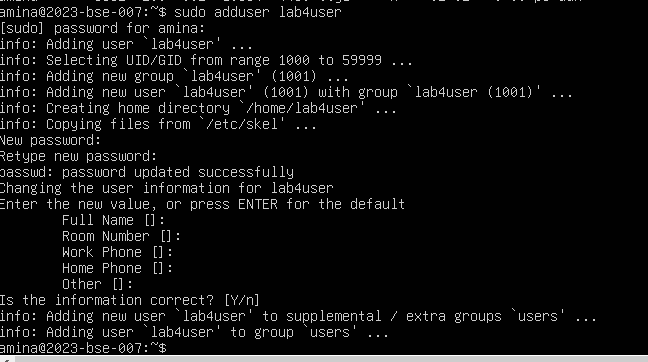 amina@2023-bse-007:~$ sudo adduser lab4user
[sudo] password for amina:
info: Adding user `lab4user' ...
info: Selecting UID/GID from range 1000 to 59999 ...
info: Adding new group `lab4user' (1001) ...
info: Adding new user `lab4user' (1001) with group `lab4user (1001)' ...
info: Creating home directory `/home/lab4user' ...
info: Copying files from `/etc/skel' ...
New password:
Retype new password:
passwd: password updated successfully
Changing the user information for lab4user
Enter the new value, or press ENTER for the default
Full Name []:
Room Number []:
Work Phone []:
Home Phone []:
Other []:
Is the information correct? [Y/n]
info: Adding new user `lab4user' to supplemental / extra groups `users' ...
info: Adding user `lab4user' to group `users' ...
amina@2023-bse-007:~$